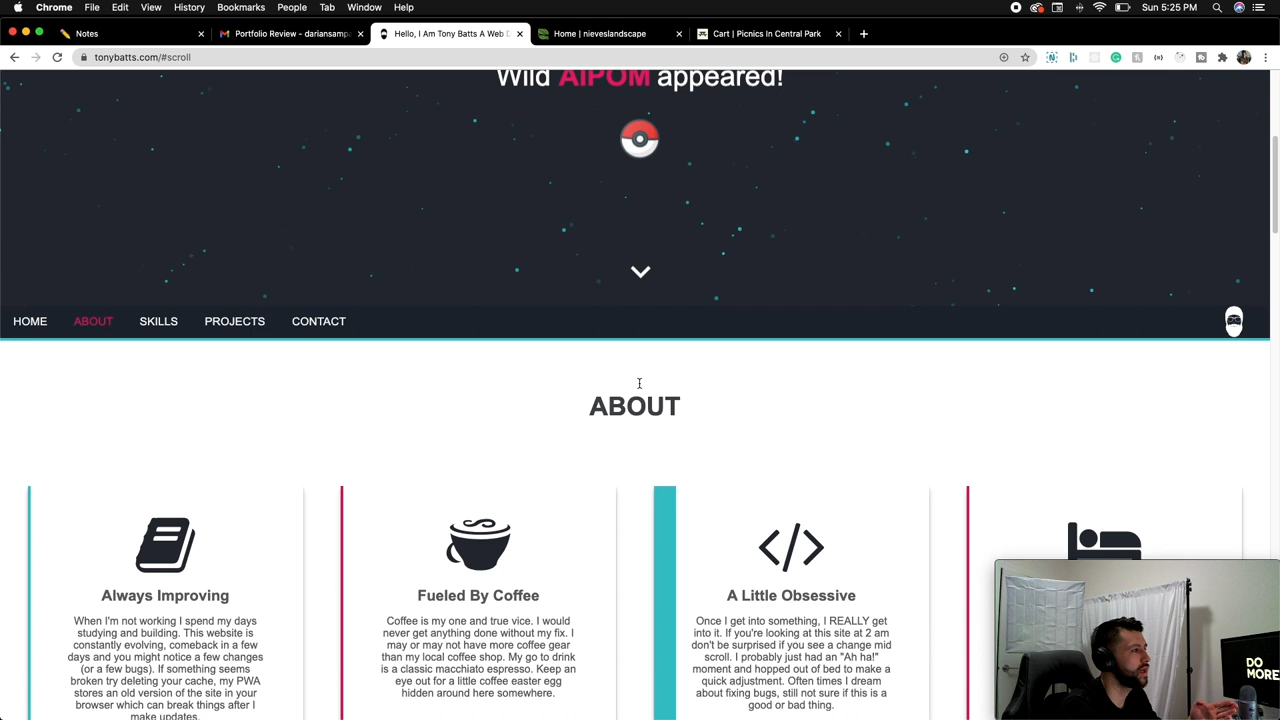 Chrome File Edit View History Bookmarks People Tab Window Help Sun 5:25 PM
Notes Portfolio Review - dariansampa Hello, I Am Tony Batts A Web D Home | nieveslandscape Cart | Picnics In Central Park
tonybatts.com/#scroll
Wild AIPOM appeared!
HOME ABOUT SKILLS PROJECTS CONTACT
ABOUT
Always Improving
When I'm not working I spend my days
studying and building. This website is
constantly evolving, comeback in a few
days and you might notice a few changes
(or a few bugs). If something seems
broken try deleting your cache, my PWA
stores an old version of the site in your
browser which can break things after I
make updates.
Fueled By Coffee
Coffee is my one and true vice. I would
never get anything done without my fix. I
may or may not have more coffee gear
than my local coffee shop. My go to drink
is a classic macchiato espresso. Keep an
eye out for a little coffee easter egg
hidden around here somewhere.
A Little Obsessive
Once I get into something, I REALLY get
into it. If you're looking at this site at 2 am
don't be surprised if you see a change mid
scroll. I probably just had an "Ah ha!"
moment and hopped out of bed to make a
quick adjustment. Often times I dream
about fixing bugs, still not sure if this is a
good or bad thing.
DO
MORE